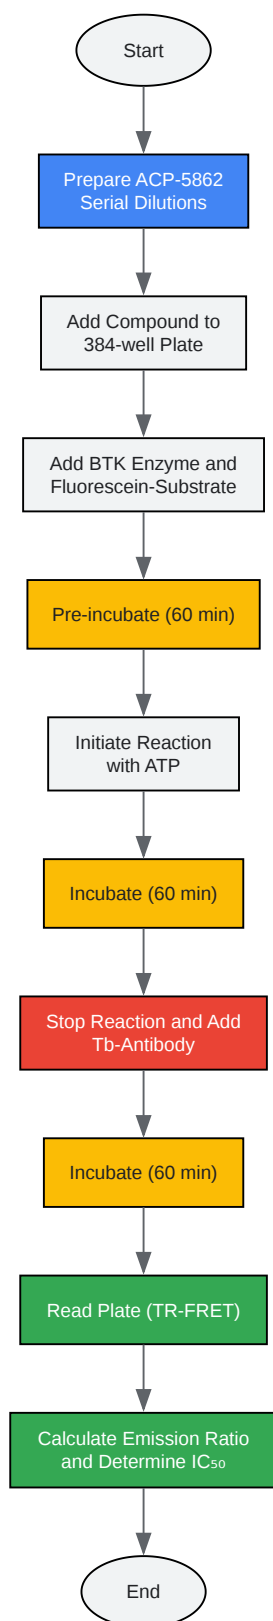 Start
Prepare ACP-5862
Serial Dilutions
Add Compound to
384-well Plate
Add BTK Enzyme and
Fluorescein-Substrate
Pre-incubate (60 min)
Initiate Reaction
with ATP
Incubate (60 min)
Stop Reaction and Add
Tb-Antibody
Incubate (60 min)
Read Plate (TR-FRET)
Calculate Emission Ratio
and Determine IC₅₀
End